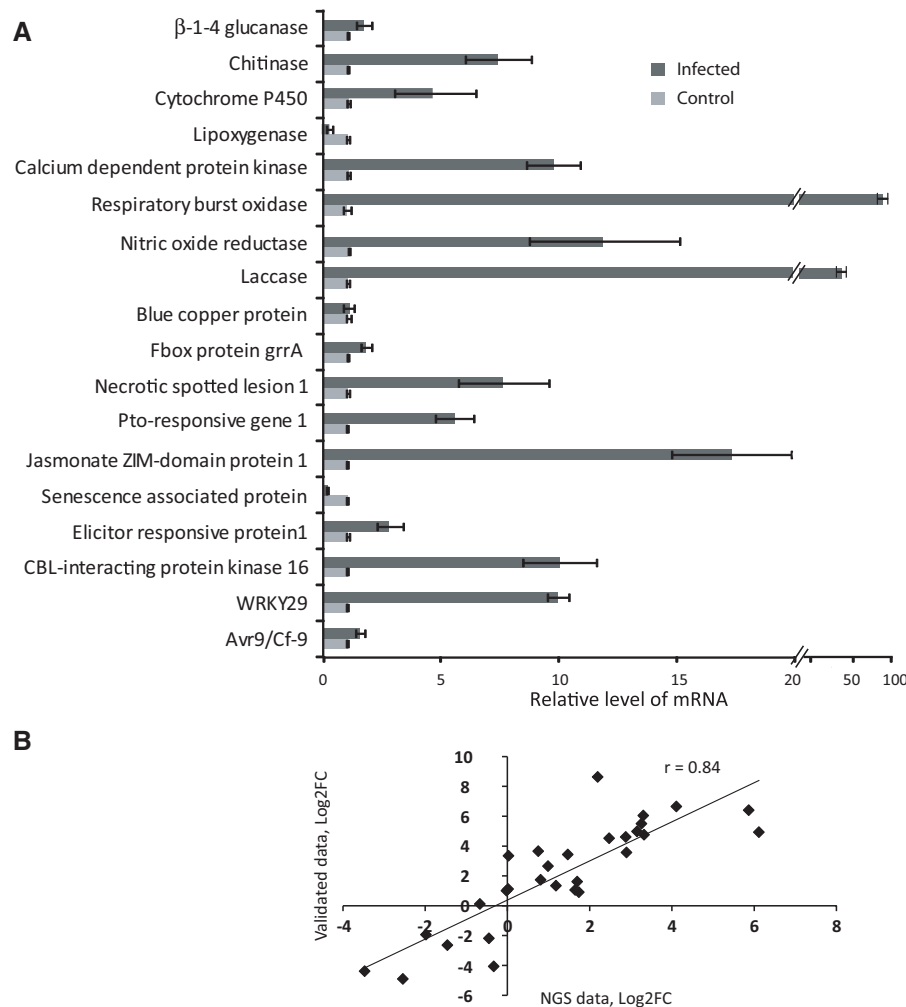 A
β-1-4 glucanase
Chitinase
Cytochrome P450
Lipoxygenase
Calcium dependent protein kinase
Respiratory burst oxidase
Nitric oxide reductase
Laccase
Blue copper protein
Fbox protein grrA
Necrotic spotted lesion 1
Pto-responsive gene 1
Jasmonate ZIM-domain protein 1
Senescence associated protein
Elicitor responsive protein1
CBL-interacting protein kinase 16
WRKY29
Avr9/Cf-9
Infected
Control
0 5 10 15 20 50 100
Relative level of mRNA
B
Validated data, Log2FC
10
8
6
4
2
0
-2
-4
-6
r = 0.84
-4 -2 0 2 4 6 8
NGS data, Log2FC